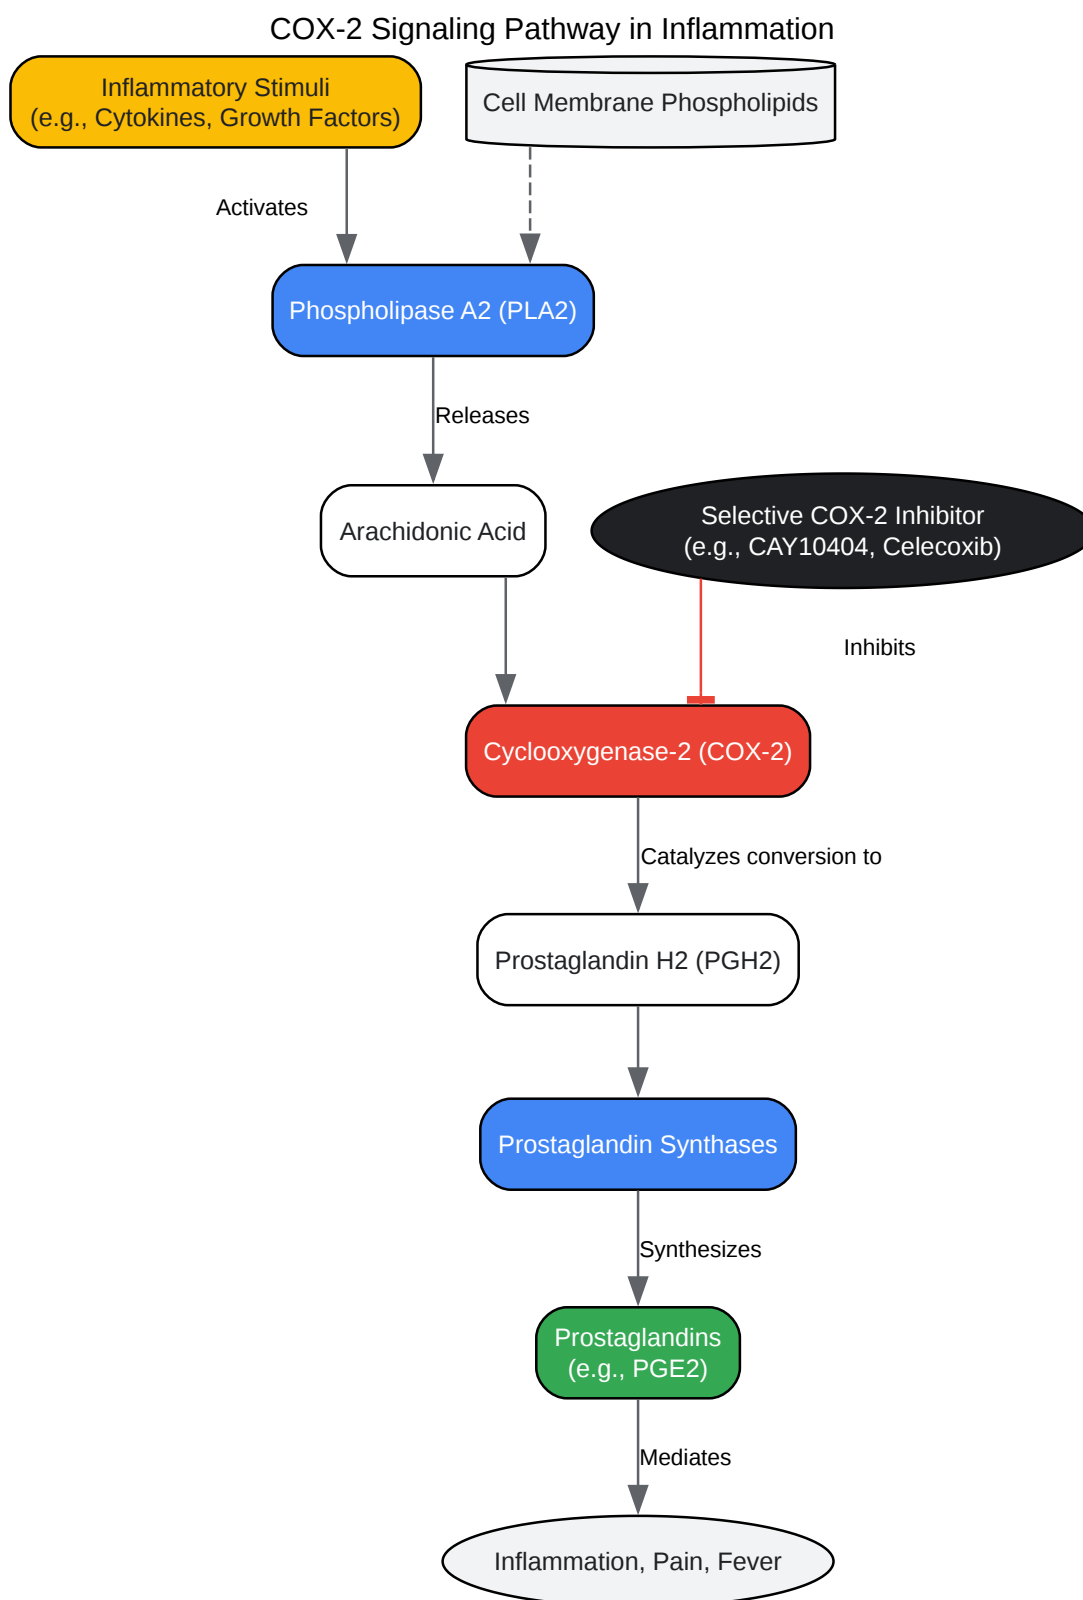 COX-2 Signaling Pathway in Inflammation
Inflammatory Stimuli
(e.g., Cytokines, Growth Factors)
Cell Membrane Phospholipids
Activates
Phospholipase A2 (PLA2)
Releases
Arachidonic Acid
Selective COX-2 Inhibitor
(e.g., CAY10404, Celecoxib)
Inhibits
Cyclooxygenase-2 (COX-2)
Catalyzes conversion to
Prostaglandin H2 (PGH2)
Prostaglandin Synthases
Synthesizes
Prostaglandins
(e.g., PGE2)
Mediates
Inflammation, Pain, Fever